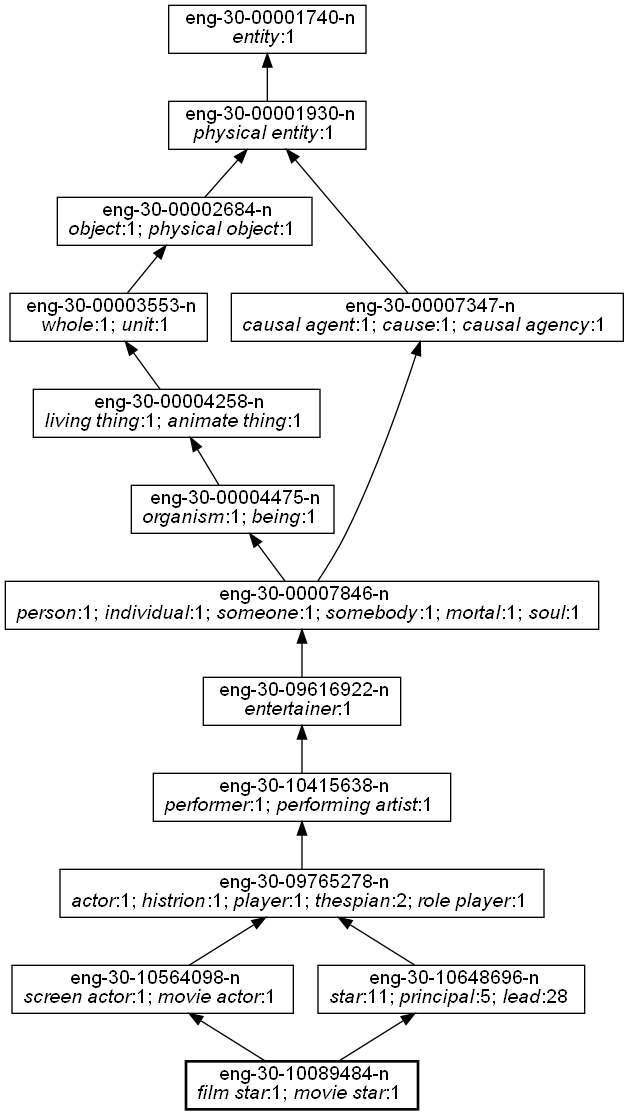 eng-30-00001740-n
entity:1
eng-30-00001930-n
physical entity:1
eng-30-00002684-n
object:1; physical object:1
eng-30-00003553-n
whole:1; unit:1
eng-30-00007347-n
causal agent:1; cause:1; causal agency:1
eng-30-00004258-n
living thing:1; animate thing:1
eng-30-00004475-n
organism:1; being:1
eng-30-00007846-n
person:1; individual:1; someone:1; somebody:1; mortal:1; soul:1
eng-30-09616922-n
entertainer:1
eng-30-10415638-n
performer:1; performing artist:1
eng-30-09765278-n
actor:1; histrion:1; player:1; thespian:2; role player:1
eng-30-10564098-n
screen actor:1; movie actor:1
eng-30-10648696-n
star:11; principal:5; lead:28
eng-30-10089484-n
film star:1; movie star:1